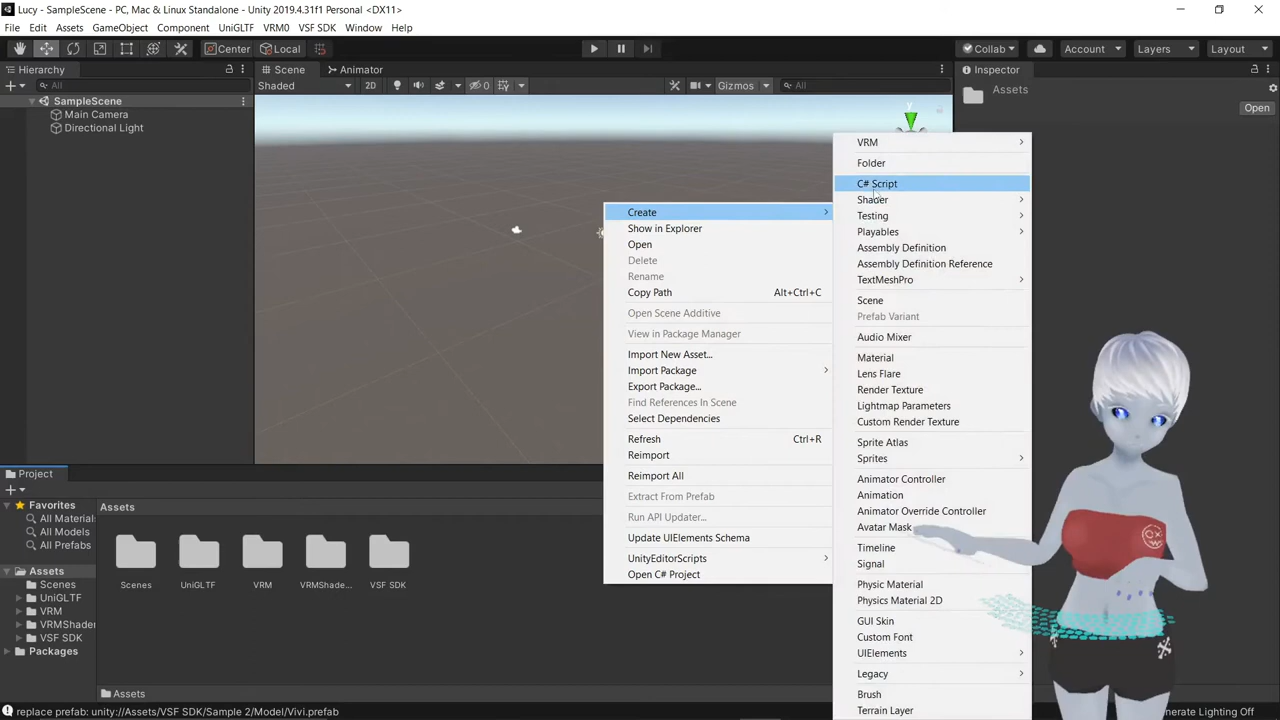 Lucy - SampleScene - PC, Mac & Linux Standalone - Unity 2019.4.31f1 Personal <DX11>
File Edit Assets GameObject Component UniGLTF VRM0 VSF SDK Window Help
Center Local Collab Account Layers Layout
Hierarchy
All
SampleScene
Main Camera
Directional Light
Scene Animator
Shaded 2D 0 Gizmos All
y
Inspector
Assets
Open
Create
Show in Explorer
Open
Delete
Rename
Copy Path Alt+Ctrl+C
Open Scene Additive
View in Package Manager
Import New Asset...
Import Package
Export Package...
Find References In Scene
Select Dependencies
Refresh Ctrl+R
Reimport
Reimport All
Extract From Prefab
Run API Updater...
Update UIElements Schema
UnityEditorScripts
Open C# Project
VRM
Folder
C# Script
Shader
Testing
Playables
Assembly Definition
Assembly Definition Reference
TextMeshPro
Scene
Prefab Variant
Audio Mixer
Material
Lens Flare
Render Texture
Lightmap Parameters
Custom Render Texture
Sprite Atlas
Sprites
Animator Controller
Animation
Animator Override Controller
Avatar Mask
Timeline
Signal
Physic Material
Physics Material 2D
GUI Skin
Custom Font
UIElements
Legacy
Brush
Terrain Layer
Project
Favorites
All Material
All Models
All Prefabs
Assets
Scenes
UniGLTF
VRM
VRMShader
VSF SDK
Packages
Assets
Scenes UniGLTF VRM VRMShade... VSF SDK
Assets
replace prefab: unity://Assets/VSF SDK/Sample 2/Model/Vivi.prefab
enerate Lighting Off